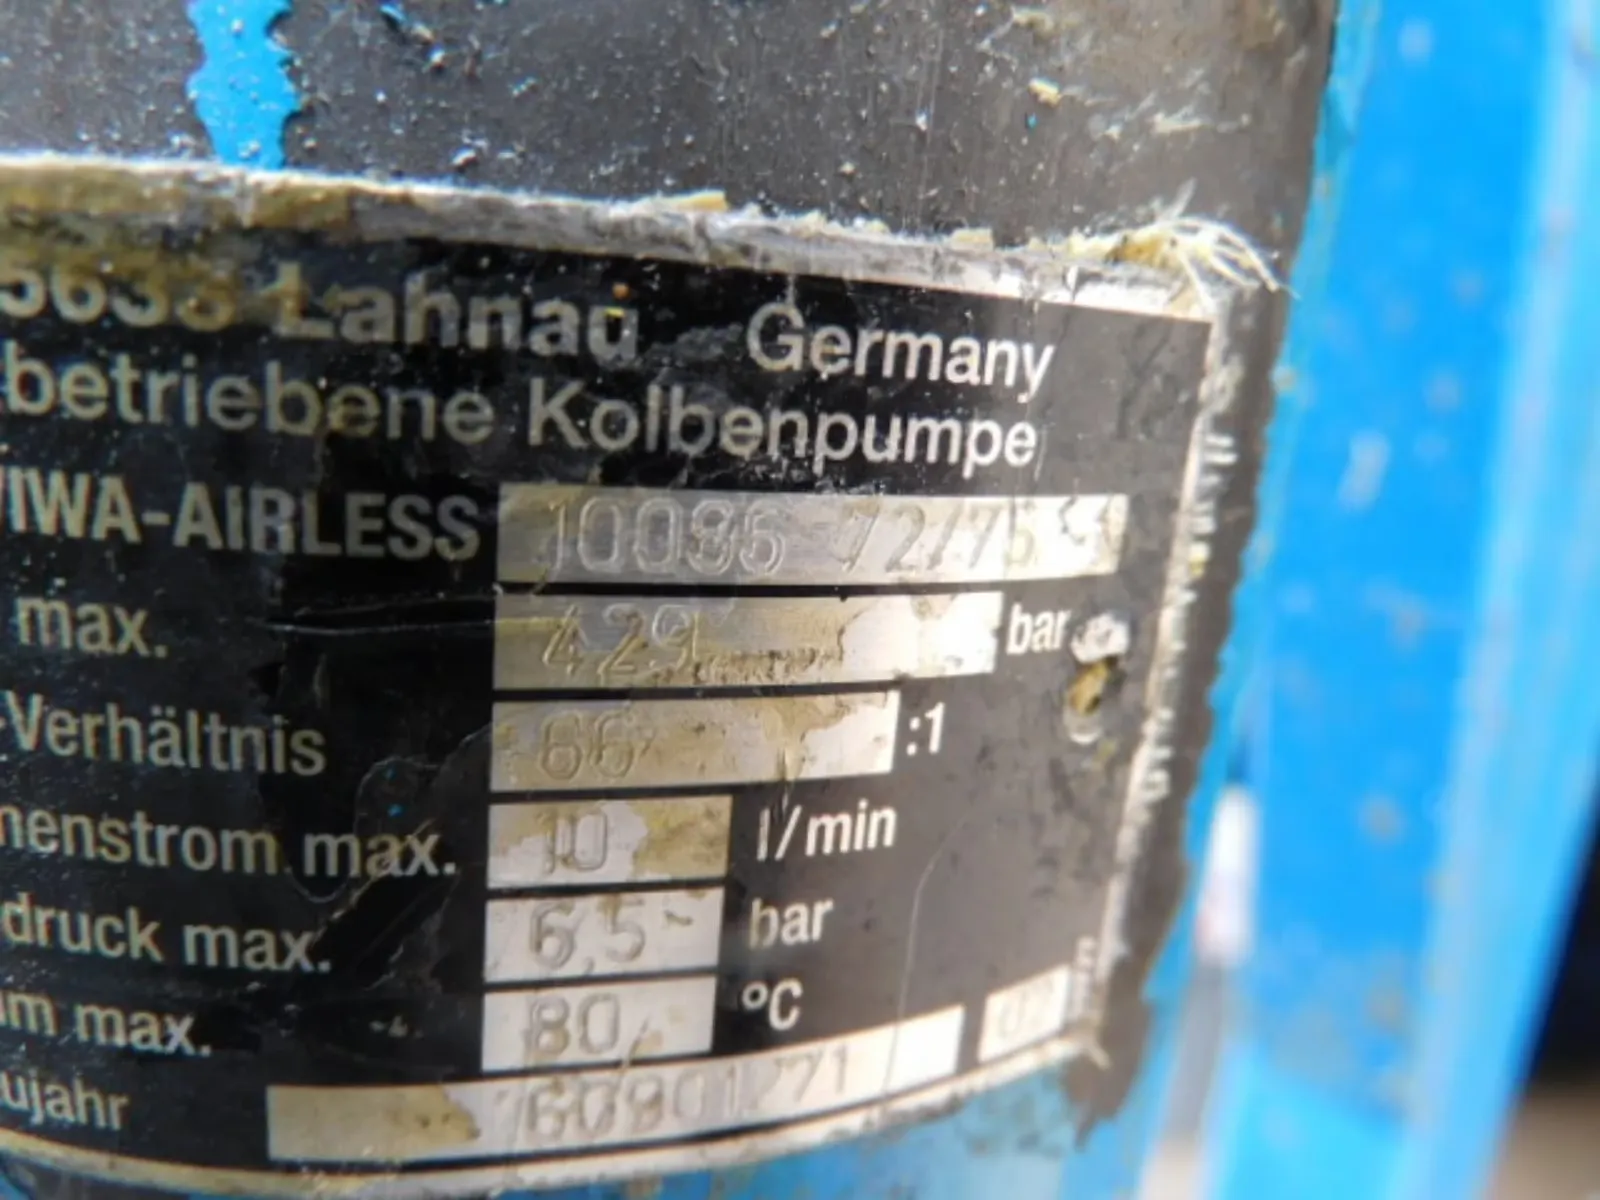 5633 Lahnau Germany
betriebene Kolbenpumpe
WIWA-AIRLESS 10086 72/75
max. 429 bar
-Verhältnis 66 :1
menstrom max. 10 l/min
druck max. 6,5 bar
um max. 80 °C
ujahr 60901771